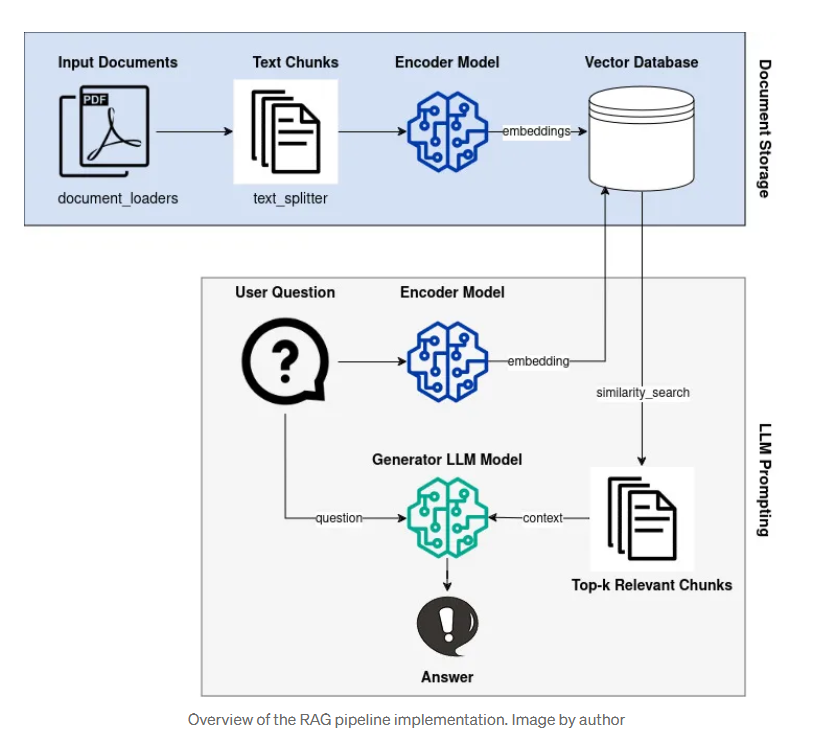 Input Documents
Text Chunks
Encoder Model
Vector Database
PDF
embeddings
document_loaders
text_splitter
Document Storage
User Question
Encoder Model
embedding
similarity_search
Generator LLM Model
question
context
Top-k Relevant Chunks
Answer
LLM Prompting
Overview of the RAG pipeline implementation. Image by author